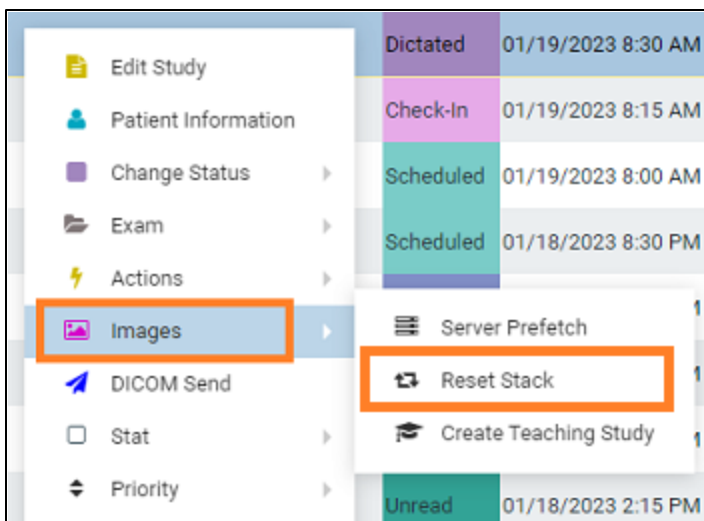 Edit Study
Patient Information
Change Status
Exam
Actions
Images
DICOM Send
Stat
Priority
Server Prefetch
Reset Stack
Create Teaching Study
Dictated 01/19/2023 8:30 AM
Check-In 01/19/2023 8:15 AM
Scheduled 01/19/2023 8:00 AM
Scheduled 01/18/2023 8:30 PM
Unread 01/18/2023 2:15 PM